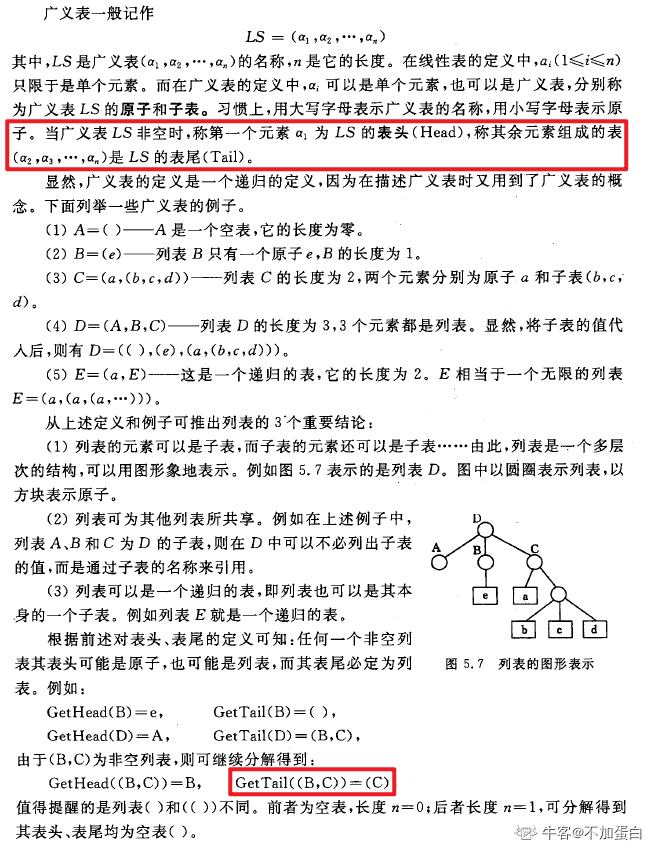 广义表一般记作
LS = (α₁,α₂,⋯,αₙ)
其中,LS是广义表(α₁,α₂,⋯,αₙ)的名称,n是它的长度。在线性表的定义中,aᵢ(1≤i≤n)
只限于是单个元素。而在广义表的定义中,αᵢ可以是单个元素,也可以是广义表,分别称
为广义表LS的原子和子表。习惯上,用大写字母表示广义表的名称,用小写字母表示原
子。当广义表LS非空时,称第一个元素α₁为LS的表头(Head),称其余元素组成的表
(α₂,α₃,⋯,αₙ)是LS的表尾(Tail)。
显然,广义表的定义是一个递归的定义,因为在描述广义表时又用到了广义表的概
念。下面列举一些广义表的例子。
(1) A=( )——A是一个空表,它的长度为零。
(2) B=(e)——列表B只有一个原子e,B的长度为1。
(3) C=(a,(b,c,d))——列表C的长度为2,两个元素分别为原子a和子表(b,c,
d)。
(4) D=(A,B,C)——列表D的长度为3,3个元素都是列表。显然,将子表的值代
入后,则有D=(( ),(e),(a,(b,c,d)))。
(5) E=(a,E)——这是一个递归的表,它的长度为2。E相当于一个无限的列表
E=(a,(a,(a,⋯)))。
从上述定义和例子可推出列表的3个重要结论:
(1) 列表的元素可以是子表,而子表的元素还可以是子表……由此,列表是一个多层
次的结构,可以用图形象地表示。例如图5.7表示的是列表D。图中以圆圈表示列表,以
方块表示原子。
(2) 列表可为其他列表所共享。例如在上述例子中,
列表A、B和C为D的子表,则在D中可以不必列出子表
的值,而是通过子表的名称来引用。
(3) 列表可以是一个递归的表,即列表也可以是其本
身的一个子表。例如列表E就是一个递归的表。
根据前述对表头、表尾的定义可知:任何一个非空列
表其表头可能是原子,也可能是列表,而其表尾必定为列
表。例如:
D
A B C
e a
b c d
图5.7 列表的图形表示
GetHead(B)=e, GetTail(B)=( ),
GetHead(D)=A, GetTail(D)=(B,C),
由于(B,C)为非空列表,则可继续分解得到:
GetHead((B,C))=B, GetTail((B,C))=(C)
值得提醒的是列表( )和(( ))不同。前者为空表,长度n=0;后者长度n=1,可分解得到
其表头、表尾均为空表( )。
牛客@不加蛋白